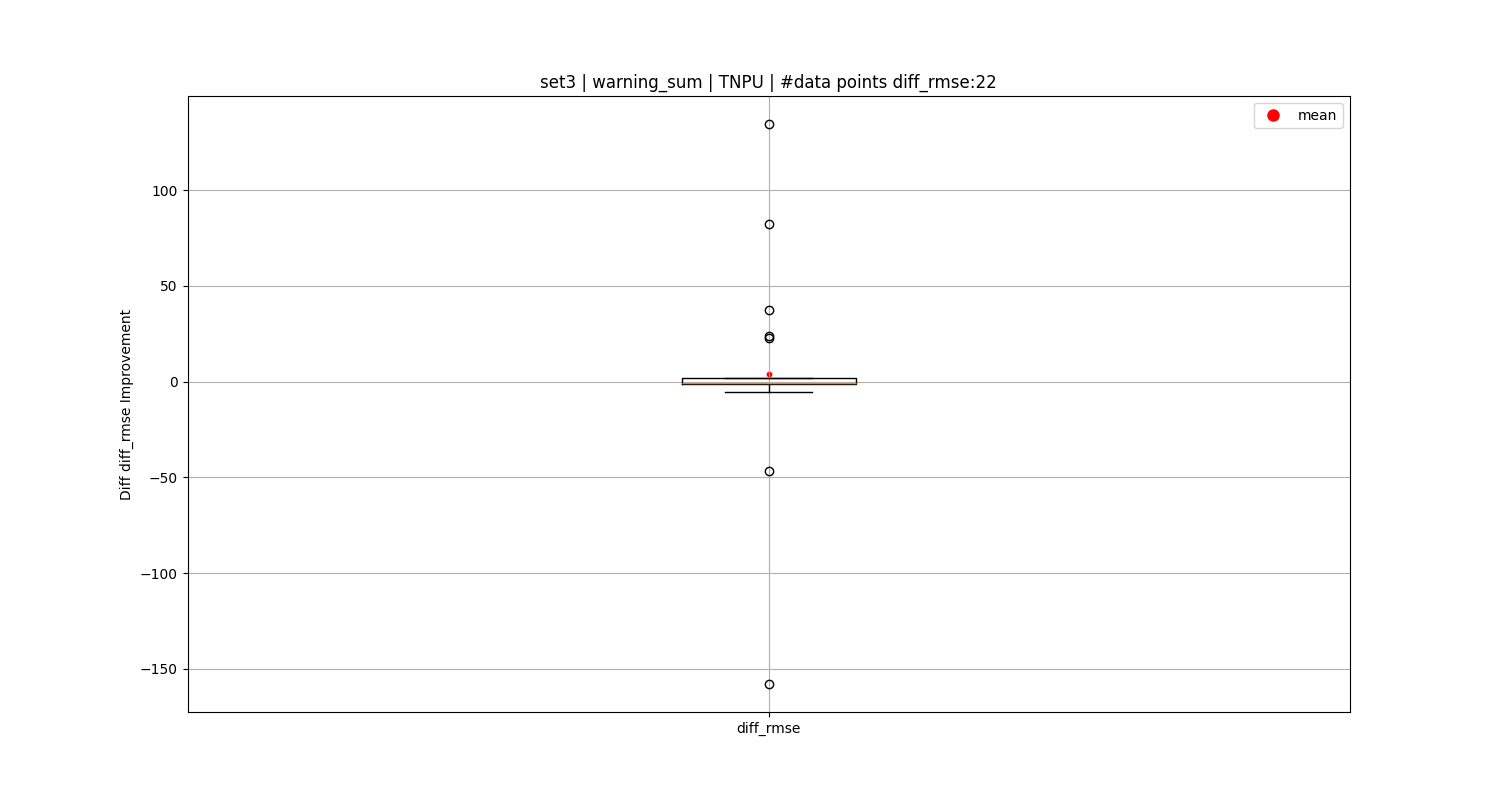 set3 | warning_sum | TNPU | #data points diff_rmse:22
mean
100
50
0
−50
−100
−150
Diff diff_rmse Improvement
diff_rmse